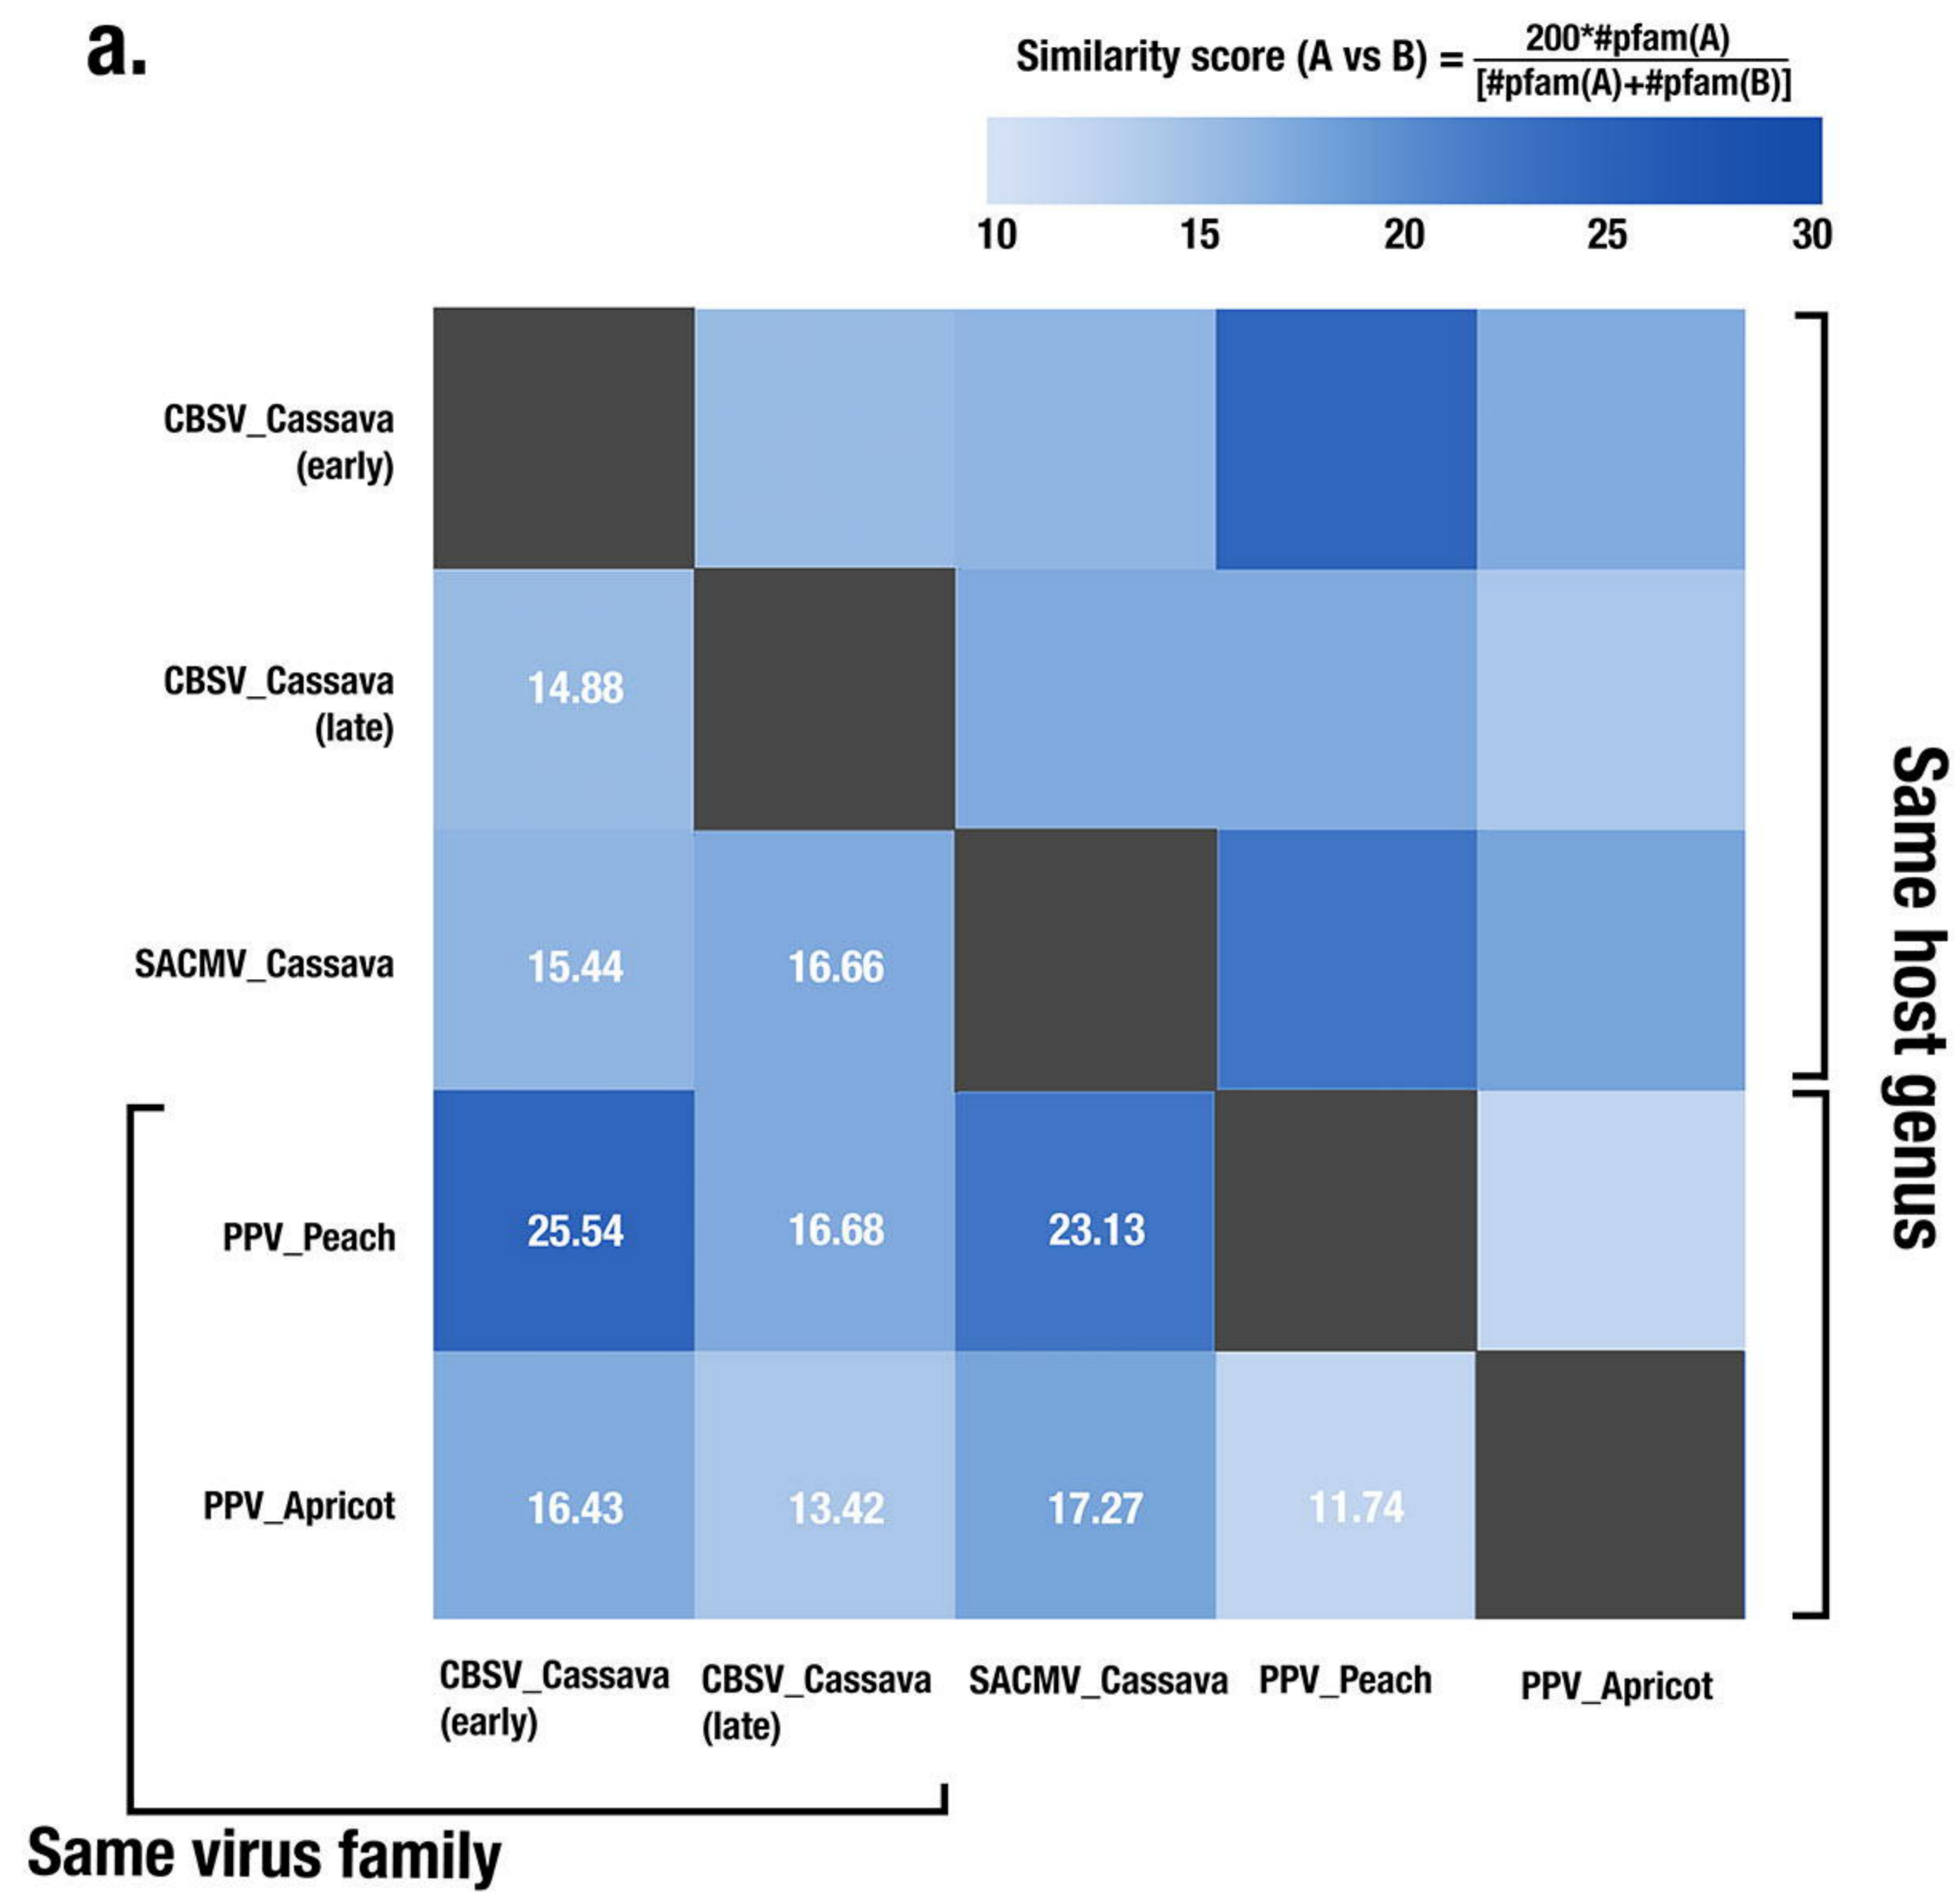 a.
Similarity score (A vs B) = 200*#pfam(A)
[#pfam(A)+#pfam(B)]
10 15 20 25 30
CBSV_Cassava
(early)
CBSV_Cassava
(late)
14.88
SACMV_Cassava
15.44 16.66
PPV_Peach
25.54 16.68 23.13
PPV_Apricot
16.43 13.42 17.27 11.74
Same host genus
CBSV_Cassava
(early)
CBSV_Cassava
(late)
SACMV_Cassava
PPV_Peach
PPV_Apricot
Same virus family